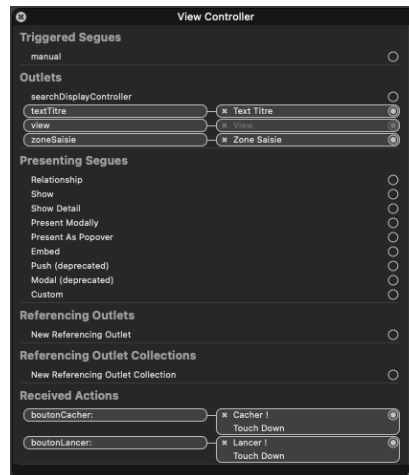 View Controller
Triggered Segues
manual
Outlets
searchDisplayController
textTitre × Text Titre
view × View
zoneSaisie × Zone Saisie
Presenting Segues
Relationship
Show
Show Detail
Present Modally
Present As Popover
Embed
Push (deprecated)
Modal (deprecated)
Custom
Referencing Outlets
New Referencing Outlet
Referencing Outlet Collections
New Referencing Outlet Collection
Received Actions
boutonCacher: × Cacher !
Touch Down
boutonLancer: × Lancer !
Touch Down